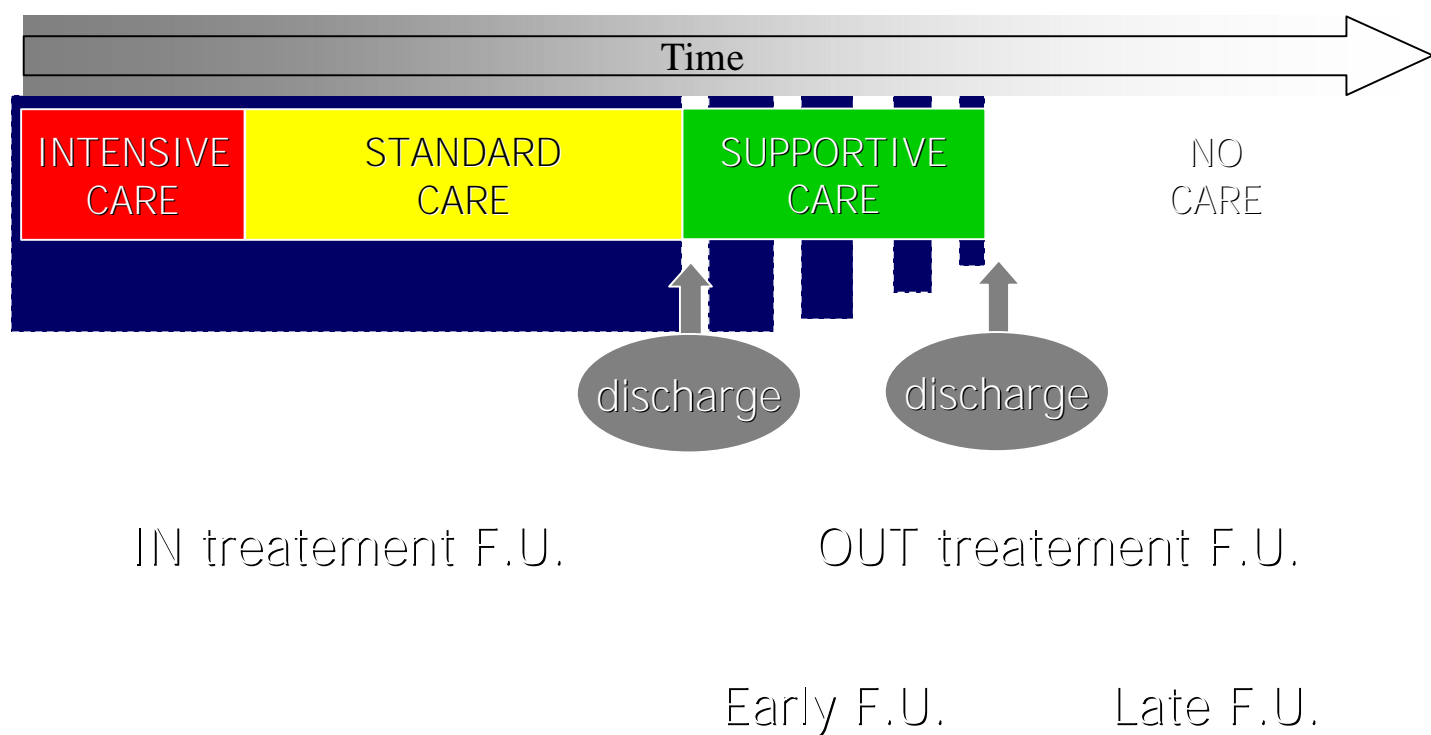 Time
INTENSIVE
CARE
STANDARD
CARE
SUPPORTIVE
CARE
NO
CARE
discharge
discharge
IN treatement F.U.
OUT treatement F.U.
Early F.U.
Late F.U.